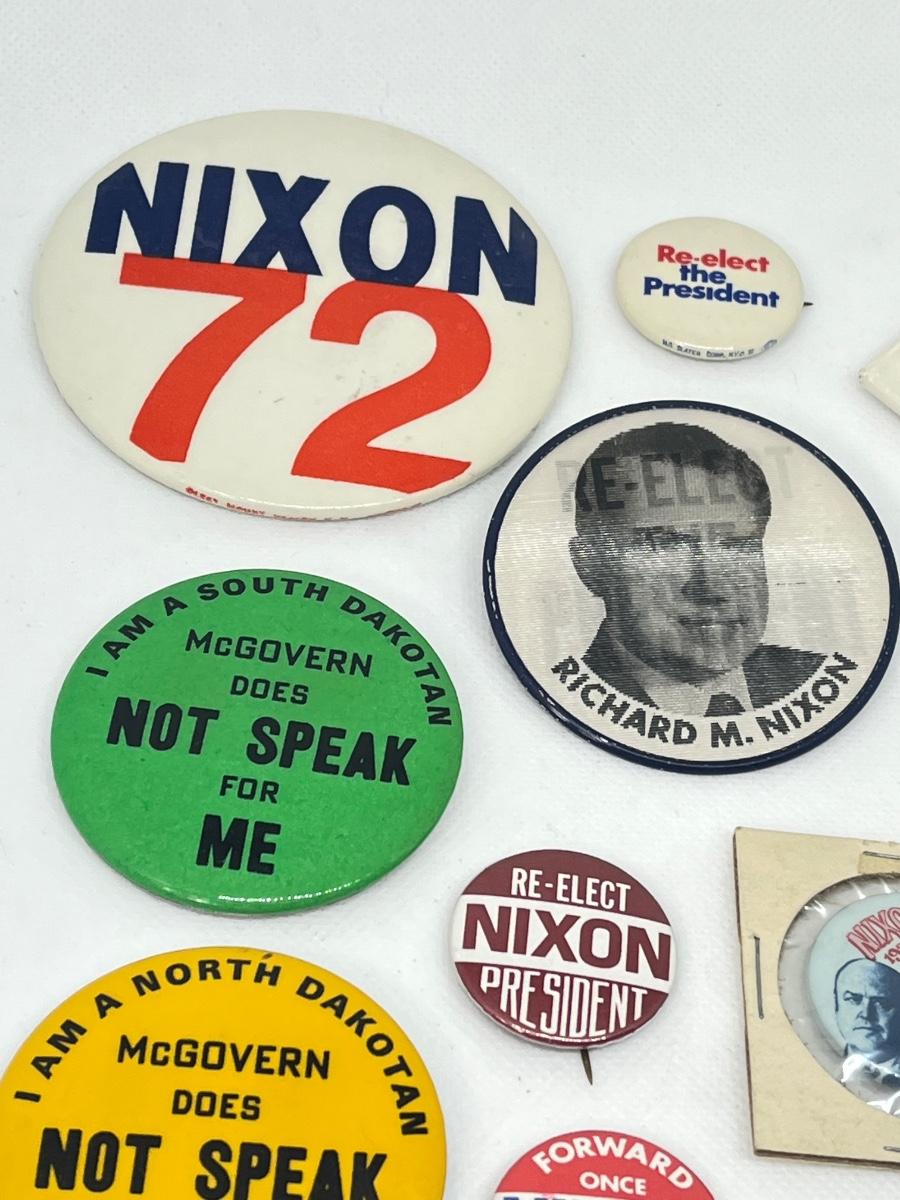 NIXON
72
Re-elect
the
President
RE-ELECT
THE
RICHARD M. NIXON
I AM A SOUTH DAKOTAN
McGOVERN
DOES
NOT SPEAK
FOR
ME
RE-ELECT
NIXON
PRESIDENT
I AM A NORTH DAKOTAN
McGOVERN
DOES
NOT SPEAK
FORWARD
ONCE